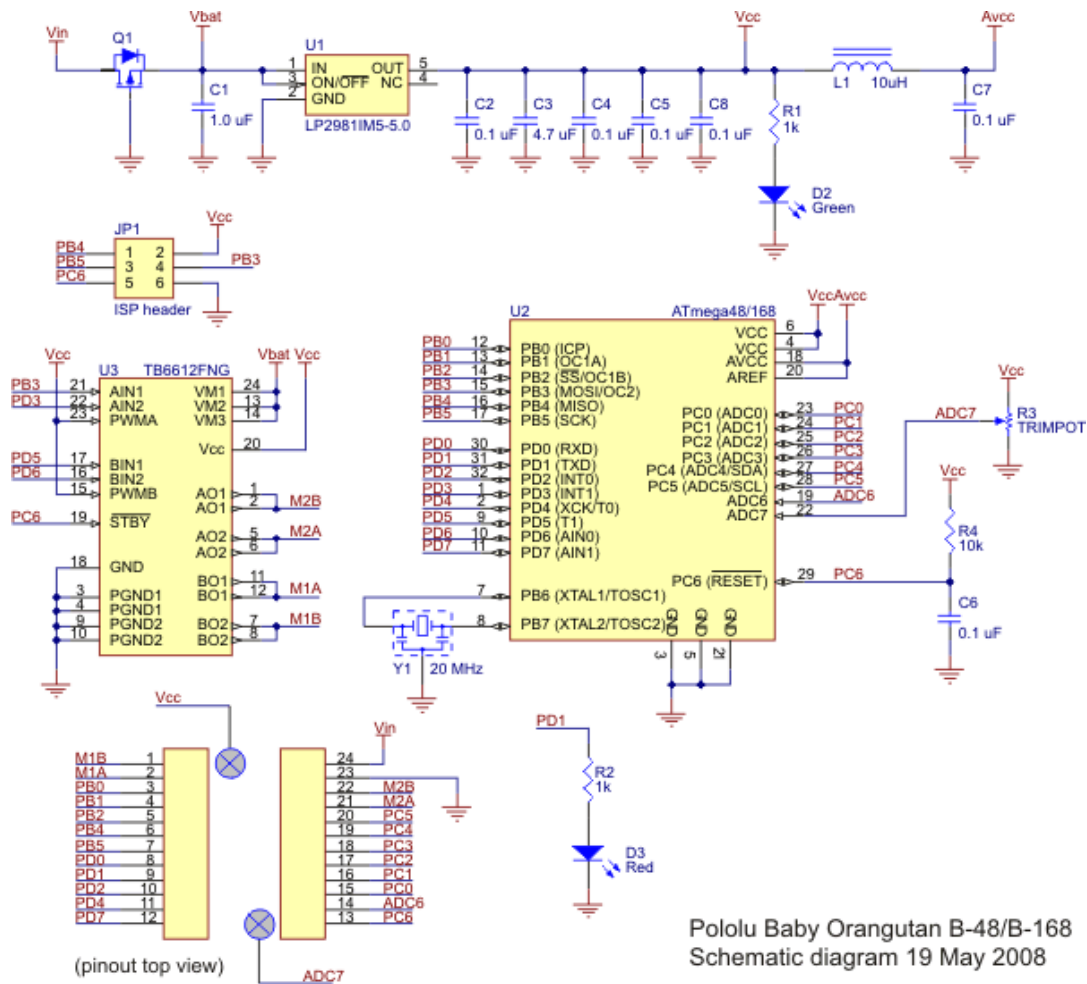 Vin
Q1
Vbat
C1
1.0 uF
U1
1 IN OUT 5
3 ON/OFF NC 4
2 GND
LP2981IM5-5.0
C2
0.1 uF
C3
4.7 uF
C4
0.1 uF
C5
0.1 uF
C8
0.1 uF
Vcc
R1
1k
D2
Green
L1 10uH
Avcc
C7
0.1 uF
JP1
Vcc
PB4 1 2
PB5 3 4 PB3
PC6 5 6
ISP header
Vcc
U3 TB6612FNG
Vbat Vcc
PB3 21 AIN1
PD3 22 AIN2
23 PWMA
PD5 17 BIN1
PD6 16 BIN2
15 PWMB
PC6 19 STBY
18 GND
3 PGND1
4 PGND1
9 PGND2
10 PGND2
VM1 24
VM2 13
VM3 14
Vcc 20
AO1 1
AO1 2 M2B
AO2 5 M2A
AO2 6
BO1 11
BO1 12 M1A
BO2 7 M1B
BO2 8
U2 ATmega48/168
PB0 12 PB0 (ICP)
PB1 13 PB1 (OC1A)
PB2 14 PB2 (SS/OC1B)
PB3 15 PB3 (MOSI/OC2)
PB4 16 PB4 (MISO)
PB5 17 PB5 (SCK)
PD0 30 PD0 (RXD)
PD1 31 PD1 (TXD)
PD2 32 PD2 (INT0)
PD3 1 PD3 (INT1)
PD4 2 PD4 (XCK/T0)
PD5 9 PD5 (T1)
PD6 10 PD6 (AIN0)
PD7 11 PD7 (AIN1)
7 PB6 (XTAL1/TOSC1)
8 PB7 (XTAL2/TOSC2)
Y1 20 MHz
Vcc Avcc
VCC 6
VCC 4
AVCC 18
AREF 20
PC0 (ADC0) 23 PC0
PC1 (ADC1) 24 PC1
PC2 (ADC2) 25 PC2
PC3 (ADC3) 26 PC3
PC4 (ADC4/SDA) 27 PC4
PC5 (ADC5/SCL) 28 PC5
ADC6 19 ADC6
ADC7 22
PC6 (RESET) 29 PC6
GND GND GND
3 5 21
ADC7
Vcc
R3
TRIMPOT
Vcc
R4
10k
C6
0.1 uF
Vcc
M1B 1
M1A 2
PB0 3
PB1 4
PB2 5
PB4 6
PB5 7
PD0 8
PD1 9
PD2 10
PD4 11
PD7 12
Vin
24
23
22 M2B
21 M2A
20 PC5
19 PC4
18 PC3
17 PC2
16 PC1
15 PC0
14 ADC6
13 PC6
(pinout top view)
ADC7
PD1
R2
1k
D3
Red
Pololu Baby Orangutan B-48/B-168
Schematic diagram 19 May 2008